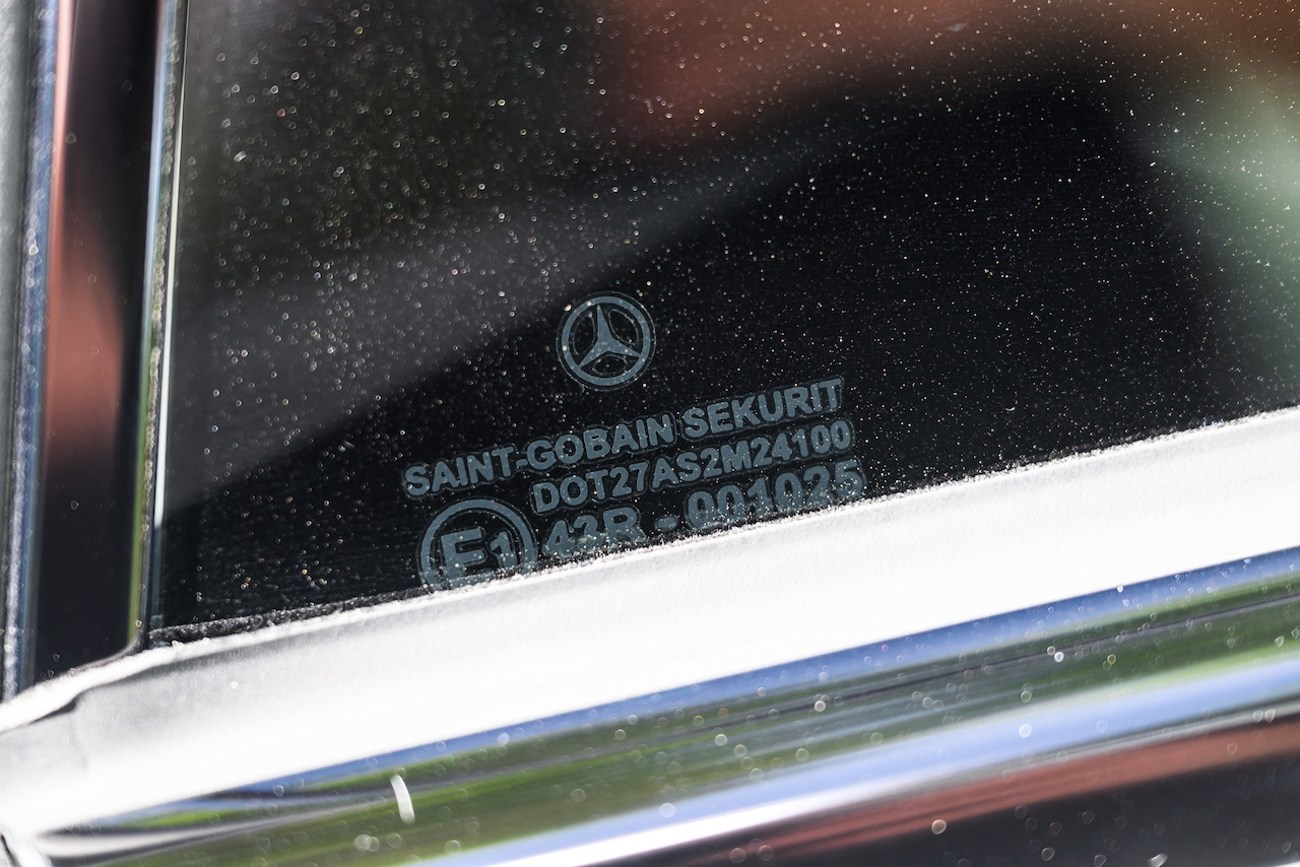 SAINT-GOBAIN SEKURIT
DOT27AS2M24100
E1 43R - 001025